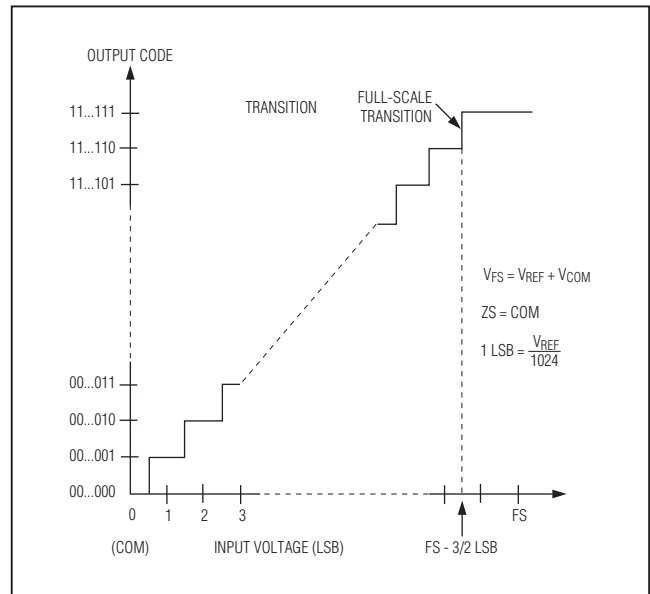 OUTPUT CODE
TRANSITION
FULL-SCALE
TRANSITION
11...111
11...110
11...101
VFS = VREF + VCOM
ZS = COM
1 LSB = VREF
1024
00...011
00...010
00...001
00...000
0
1
2
3
FS
(COM)
INPUT VOLTAGE (LSB)
FS - 3/2 LSB